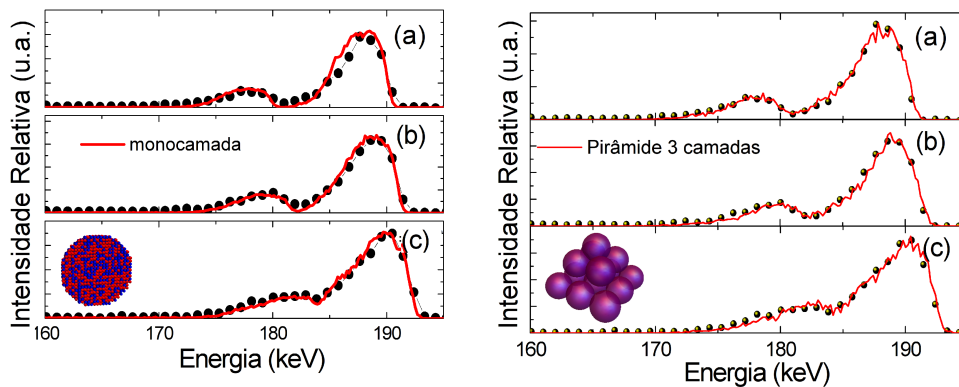 Intensidade Relativa (u.a.)
(a)
(b)
monocamada
(c)
160 170 180 190
Energia (keV)
Intensidade Relativa (u.a.)
(a)
(b)
Pirâmide 3 camadas
(c)
160 170 180 190
Energia (keV)